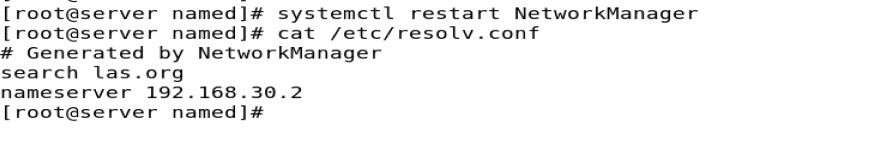 [root@server named]# systemctl restart NetworkManager
[root@server named]# cat /etc/resolv.conf
# Generated by NetworkManager
search las.org
nameserver 192.168.30.2
[root@server named]#